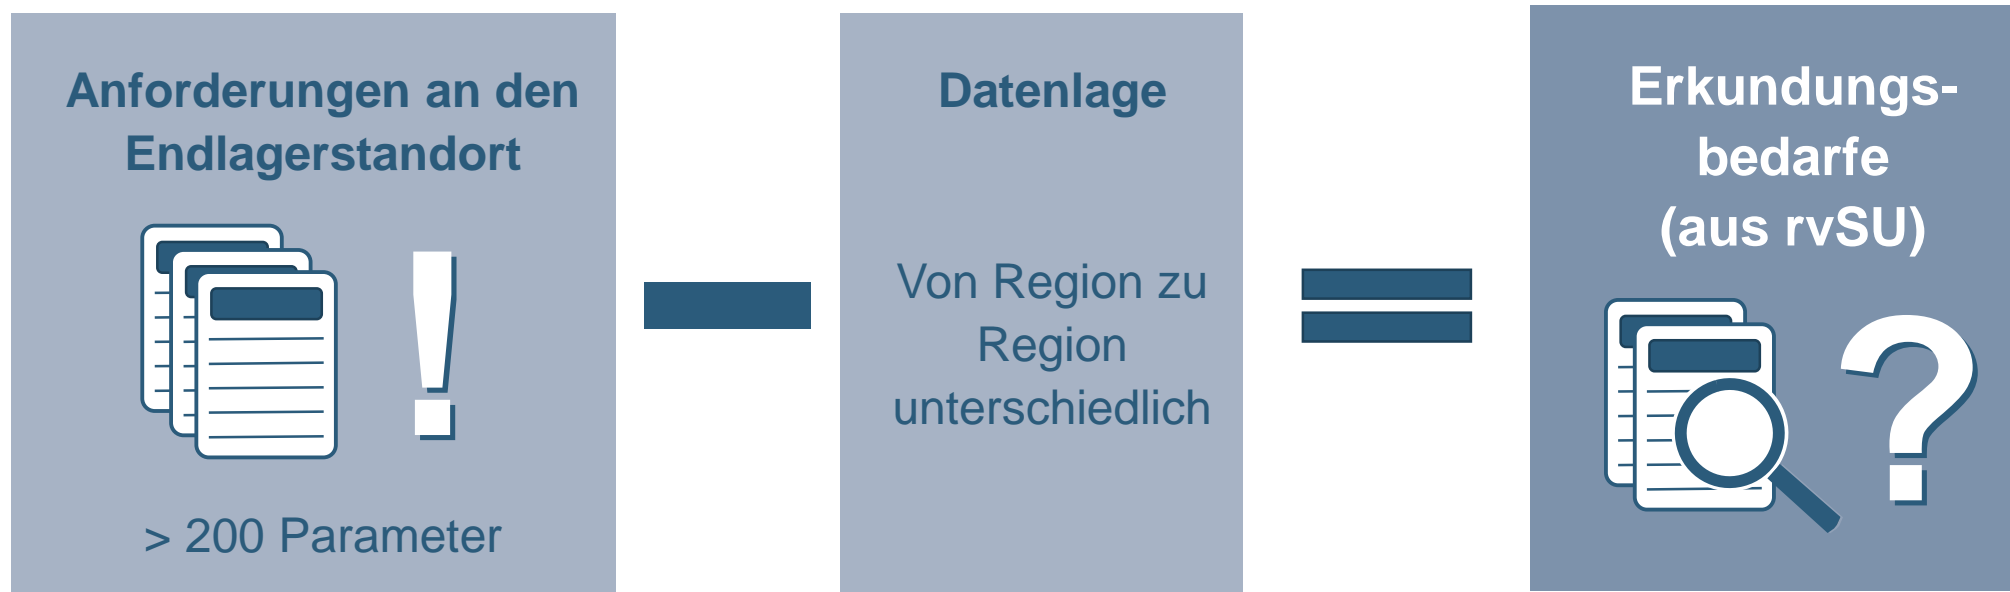 Anforderungen an den
Endlagerstandort
> 200 Parameter
Datenlage
Von Region zu
Region
unterschiedlich
Erkundungs-
bedarfe
(aus rvSU)